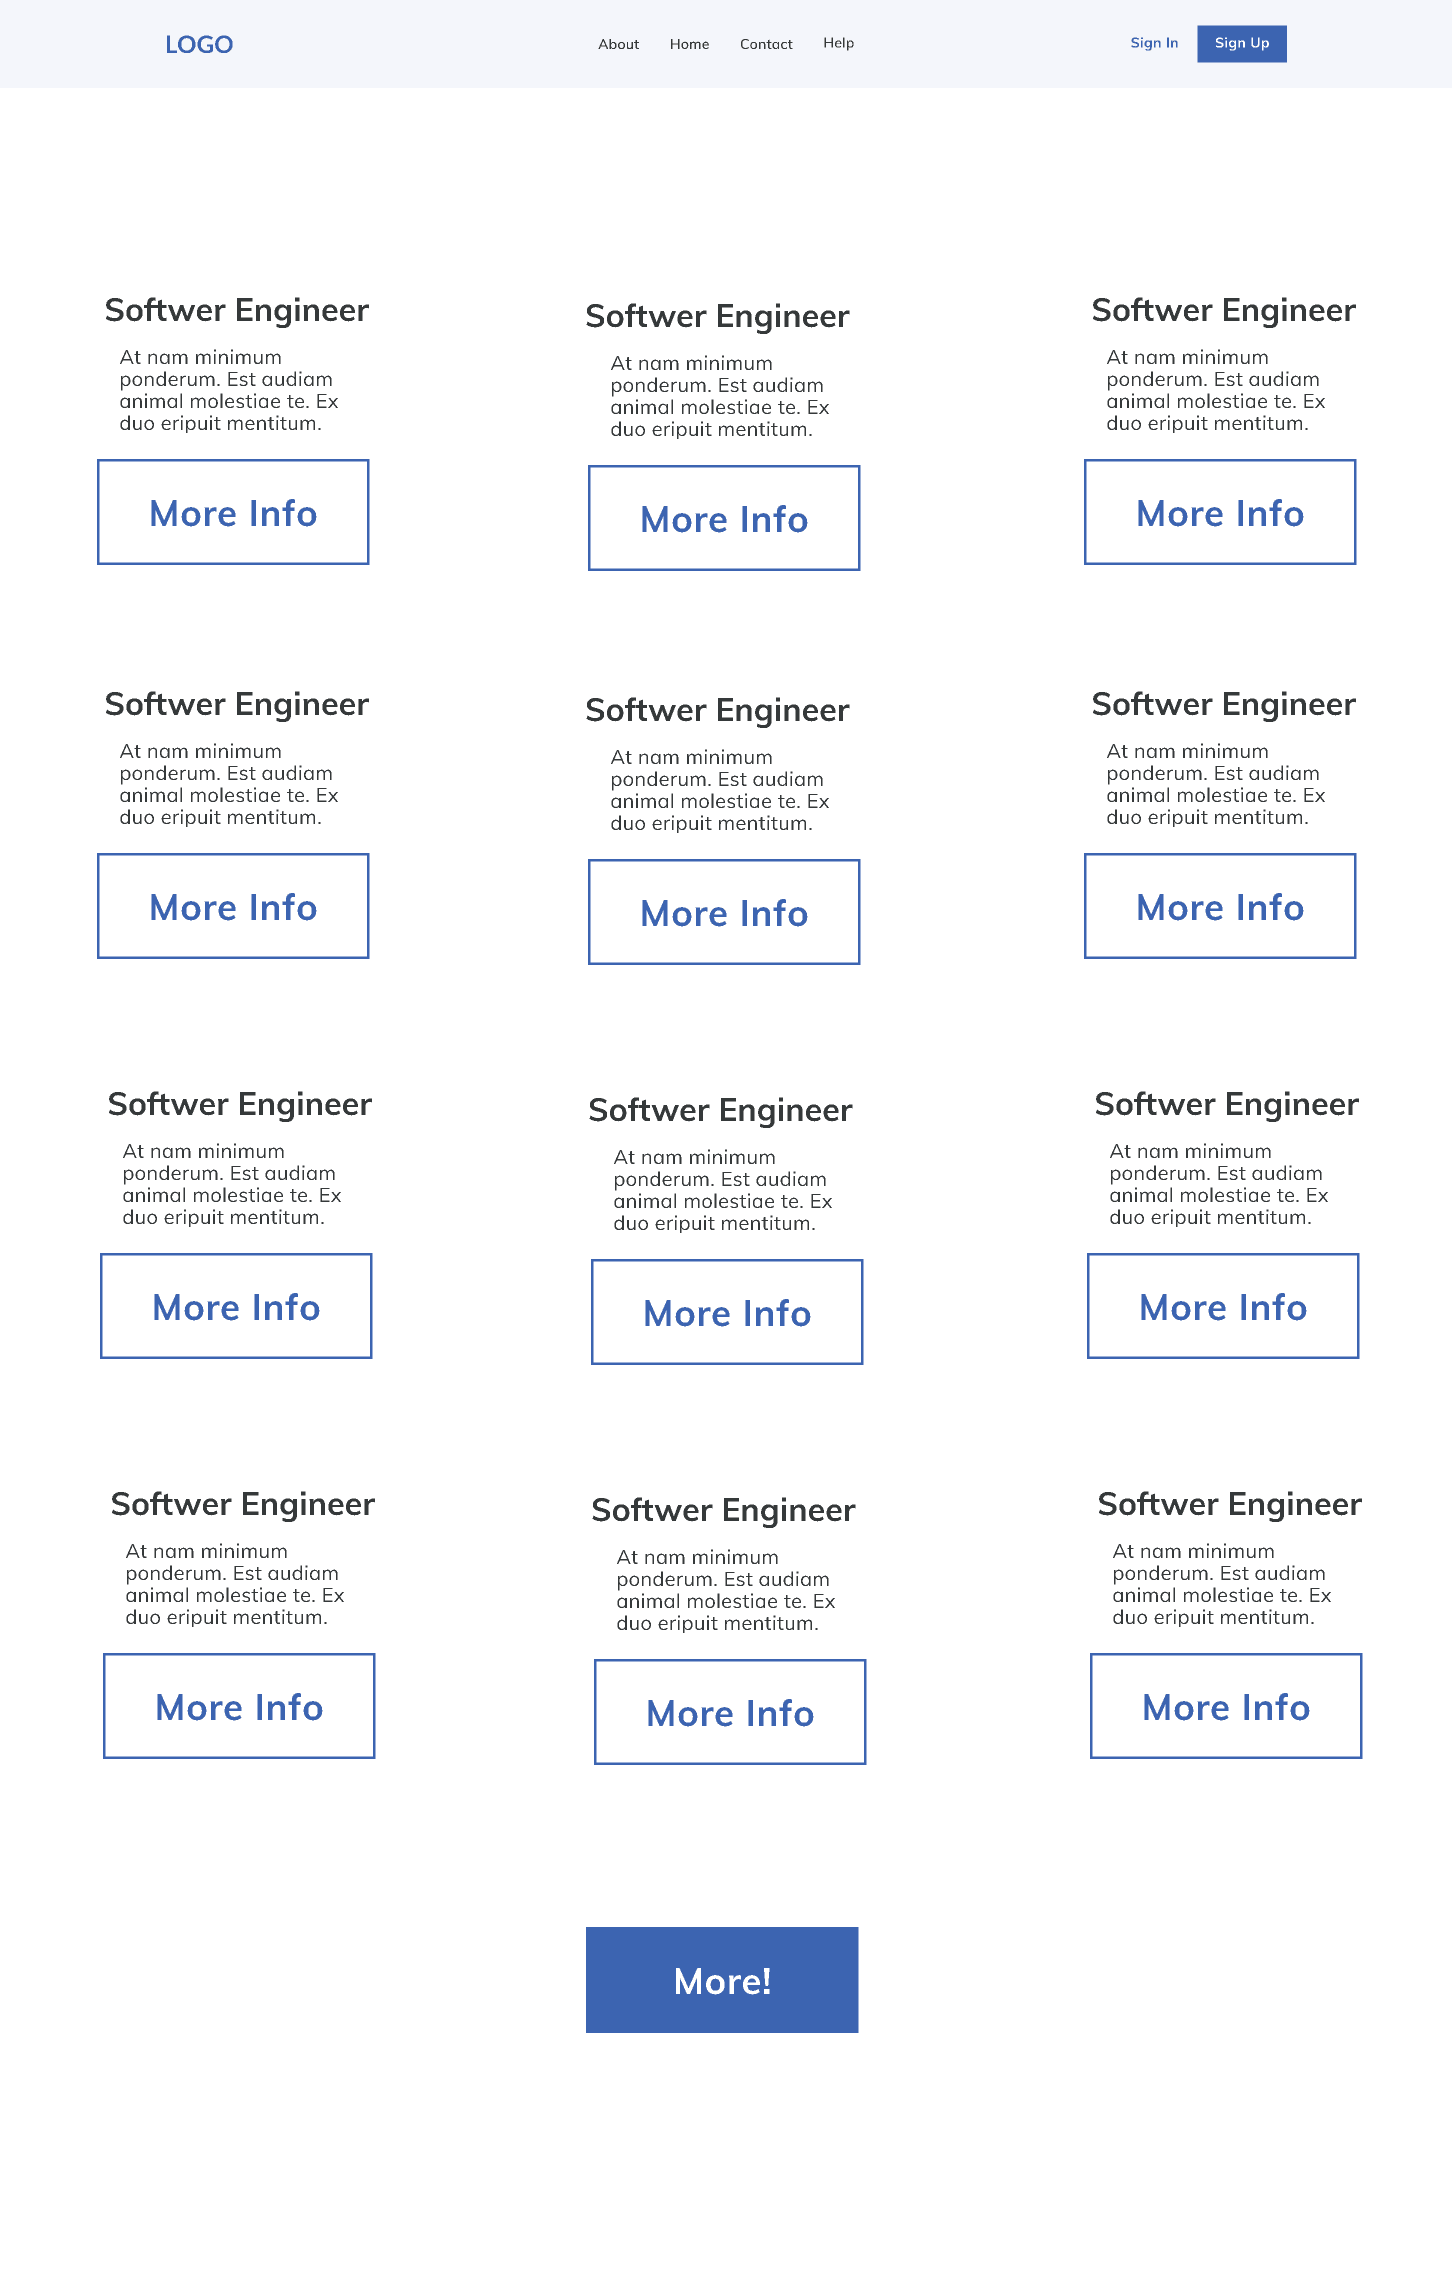 LOGO
About
Home
Contact
Help
Sign In
Sign Up
Softwer Engineer
At nam minimum
ponderum. Est audiam
animal molestiae te. Ex
duo eripuit mentitum.
More Info
Softwer Engineer
At nam minimum
ponderum. Est audiam
animal molestiae te. Ex
duo eripuit mentitum.
More Info
Softwer Engineer
At nam minimum
ponderum. Est audiam
animal molestiae te. Ex
duo eripuit mentitum.
More Info
Softwer Engineer
At nam minimum
ponderum. Est audiam
animal molestiae te. Ex
duo eripuit mentitum.
More Info
Softwer Engineer
At nam minimum
ponderum. Est audiam
animal molestiae te. Ex
duo eripuit mentitum.
More Info
Softwer Engineer
At nam minimum
ponderum. Est audiam
animal molestiae te. Ex
duo eripuit mentitum.
More Info
Softwer Engineer
At nam minimum
ponderum. Est audiam
animal molestiae te. Ex
duo eripuit mentitum.
More Info
Softwer Engineer
At nam minimum
ponderum. Est audiam
animal molestiae te. Ex
duo eripuit mentitum.
More Info
Softwer Engineer
At nam minimum
ponderum. Est audiam
animal molestiae te. Ex
duo eripuit mentitum.
More Info
Softwer Engineer
At nam minimum
ponderum. Est audiam
animal molestiae te. Ex
duo eripuit mentitum.
More Info
Softwer Engineer
At nam minimum
ponderum. Est audiam
animal molestiae te. Ex
duo eripuit mentitum.
More Info
Softwer Engineer
At nam minimum
ponderum. Est audiam
animal molestiae te. Ex
duo eripuit mentitum.
More Info
More!